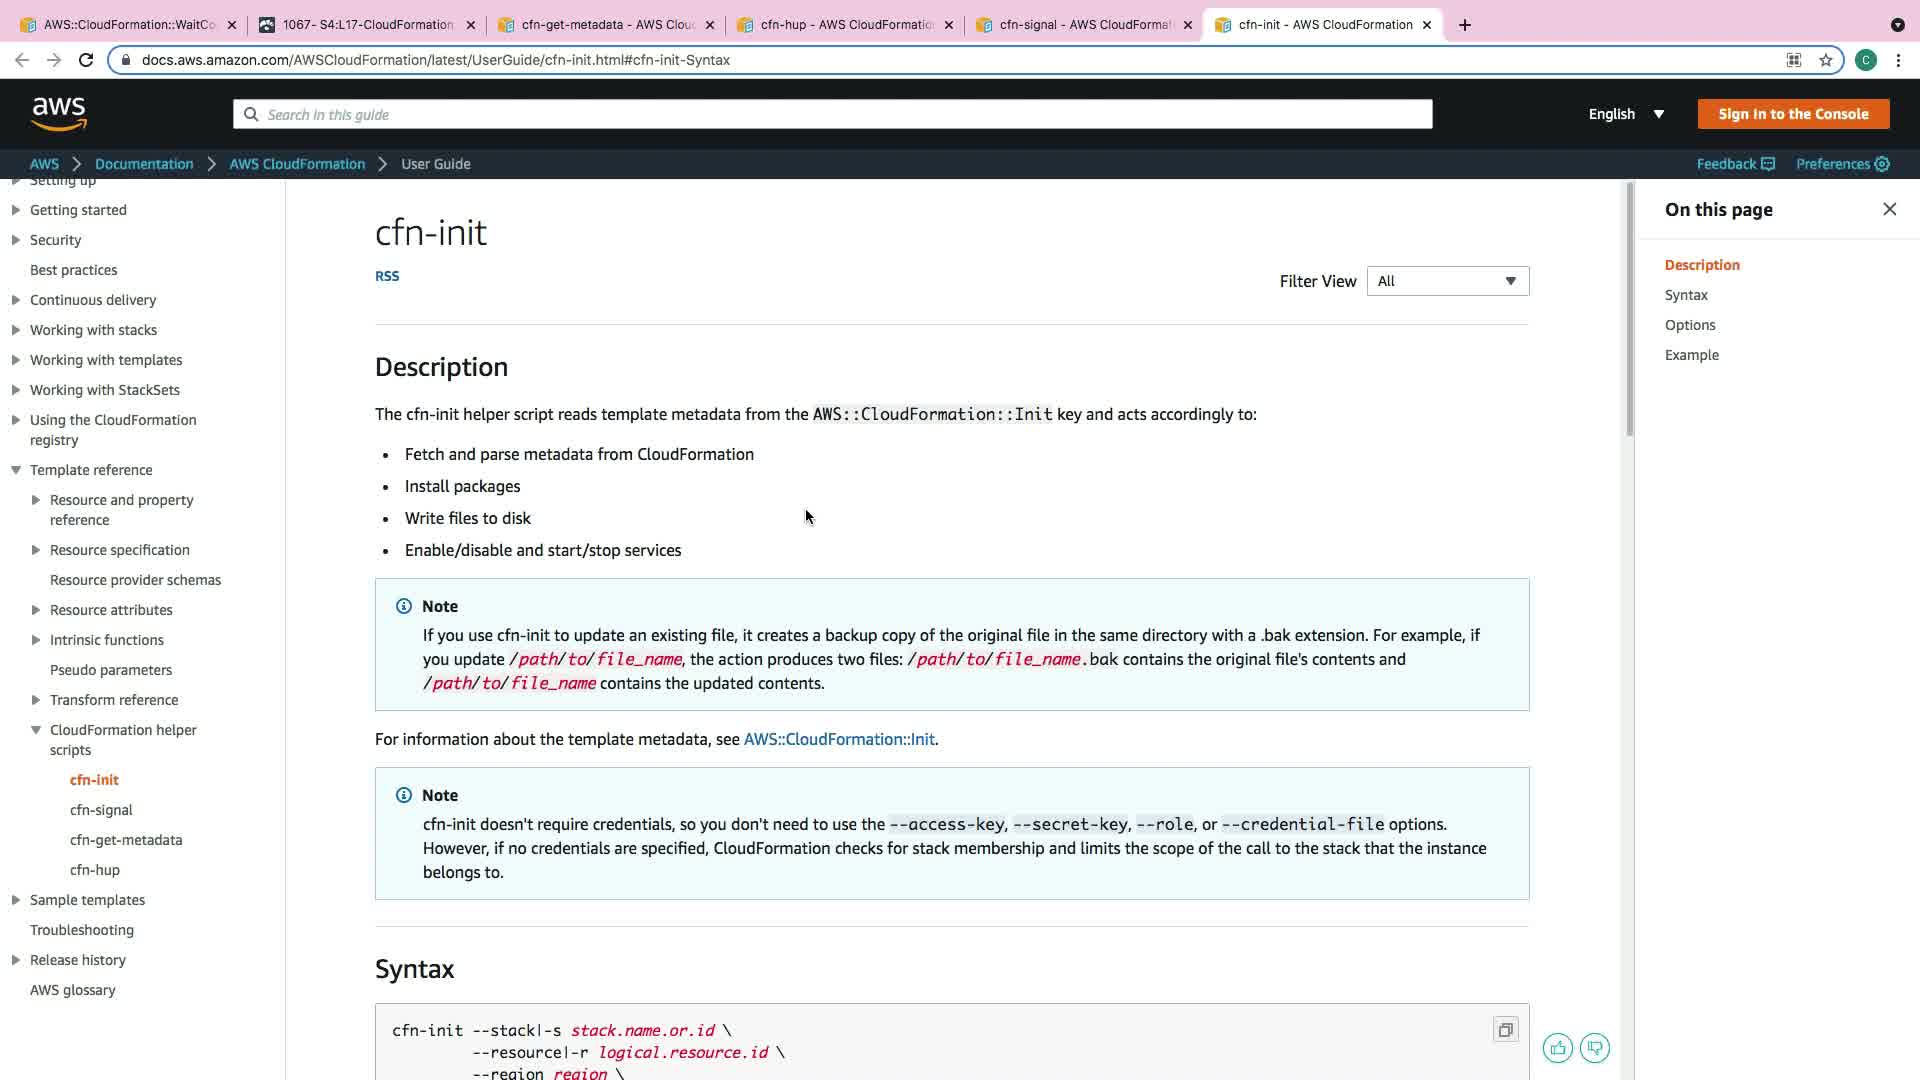 AWS::CloudFormation::WaitCo
1067- S4:L17-CloudFormation
cfn-get-metadata - AWS Clou
cfn-hup - AWS CloudFormatio
cfn-signal - AWS CloudFormat
cfn-init - AWS CloudFormation
docs.aws.amazon.com/AWSCloudFormation/latest/UserGuide/cfn-init.html#cfn-init-Syntax
C
aws
Search in this guide
English
Sign In to the Console
AWS
Documentation
AWS CloudFormation
User Guide
Feedback
Preferences
Setting up
Getting started
Security
Best practices
Continuous delivery
Working with stacks
Working with templates
Working with StackSets
Using the CloudFormation
registry
Template reference
Resource and property
reference
Resource specification
Resource provider schemas
Resource attributes
Intrinsic functions
Pseudo parameters
Transform reference
CloudFormation helper
scripts
cfn-init
cfn-signal
cfn-get-metadata
cfn-hup
Sample templates
Troubleshooting
Release history
AWS glossary
cfn-init
RSS
Filter View
All
Description
The cfn-init helper script reads template metadata from the AWS::CloudFormation::Init key and acts accordingly to:
• Fetch and parse metadata from CloudFormation
• Install packages
• Write files to disk
• Enable/disable and start/stop services
Note
If you use cfn-init to update an existing file, it creates a backup copy of the original file in the same directory with a .bak extension. For example, if
you update /path/to/file_name, the action produces two files: /path/to/file_name.bak contains the original file's contents and
/path/to/file_name contains the updated contents.
For information about the template metadata, see AWS::CloudFormation::Init.
Note
cfn-init doesn't require credentials, so you don't need to use the --access-key, --secret-key, --role, or --credential-file options.
However, if no credentials are specified, CloudFormation checks for stack membership and limits the scope of the call to the stack that the instance
belongs to.
Syntax
cfn-init --stack|-s stack.name.or.id \
--resource|-r logical.resource.id \
--region region \
On this page
Description
Syntax
Options
Example